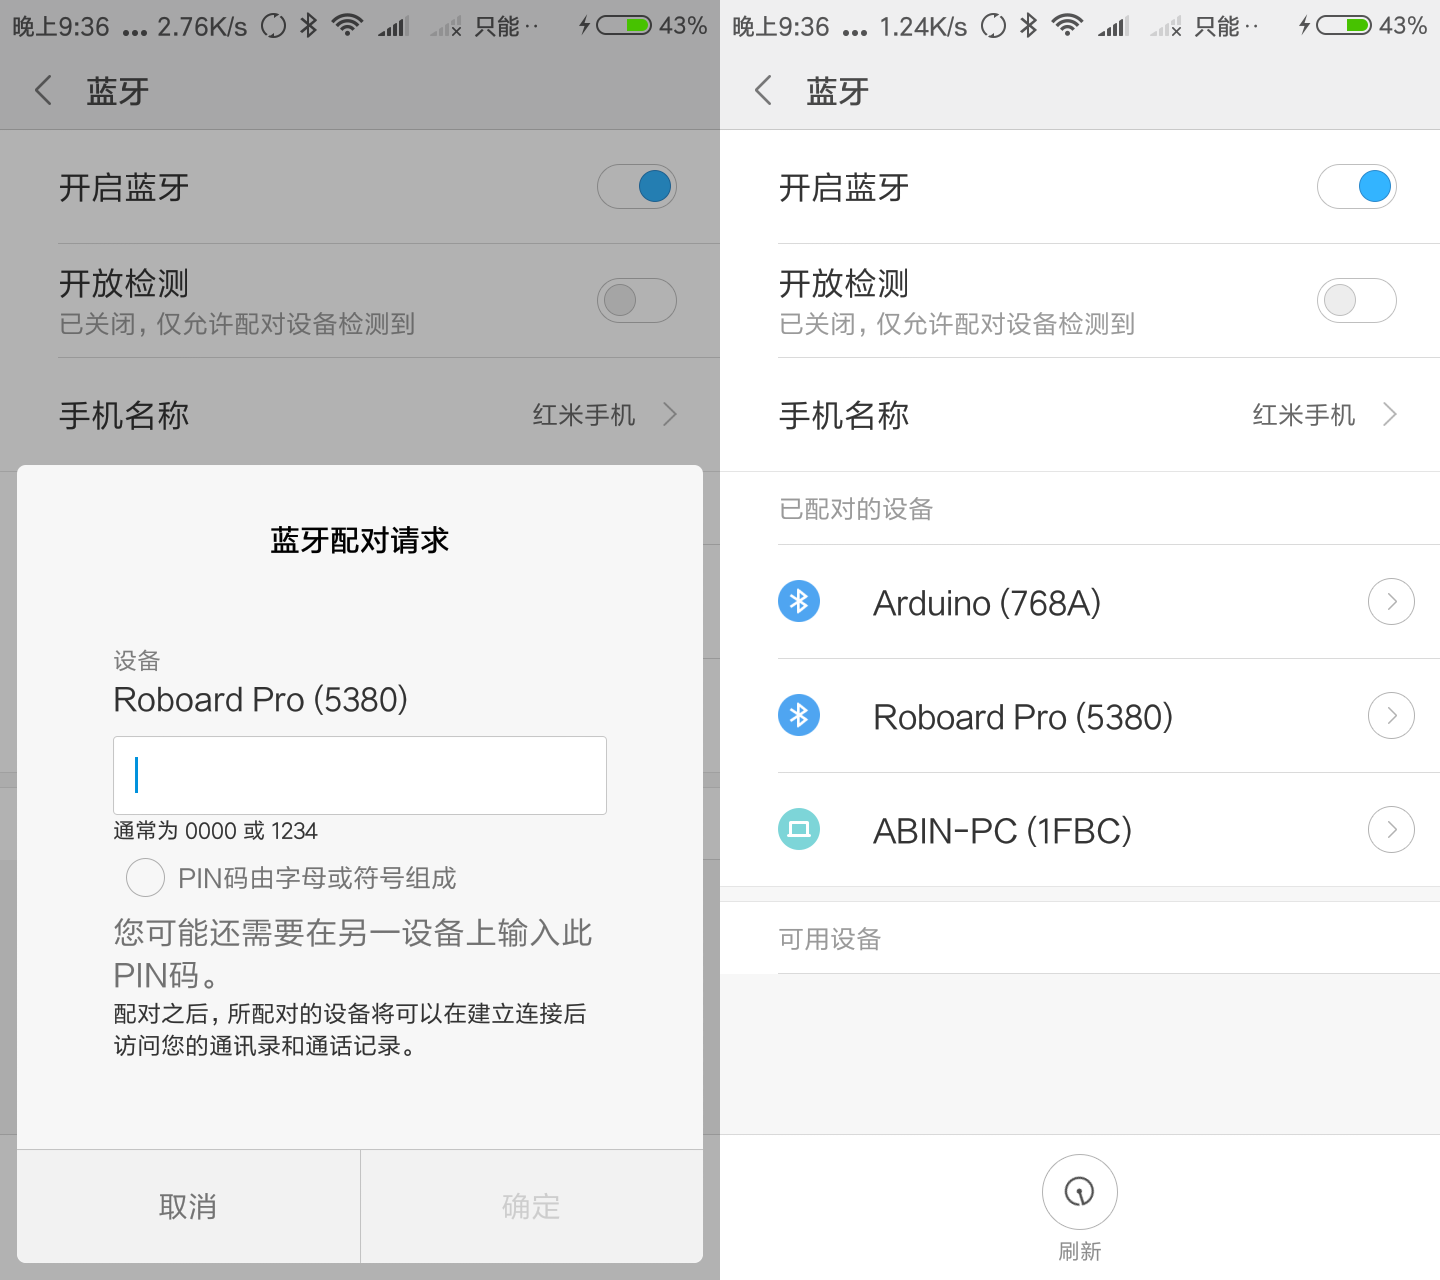 晚上9:36 ... 2.76K/s 只能·· 43%
蓝牙
开启蓝牙
开放检测
已关闭，仅允许配对设备检测到
手机名称 红米手机
蓝牙配对请求
设备
Roboard Pro (5380)
通常为 0000 或 1234
PIN码由字母或符号组成
您可能还需要在另一设备上输入此
PIN码。
配对之后，所配对的设备将可以在建立连接后
访问您的通讯录和通话记录。
取消 确定
晚上9:36 ... 1.24K/s 只能·· 43%
蓝牙
开启蓝牙
开放检测
已关闭，仅允许配对设备检测到
手机名称 红米手机
已配对的设备
Arduino (768A)
Roboard Pro (5380)
ABIN-PC (1FBC)
可用设备
刷新